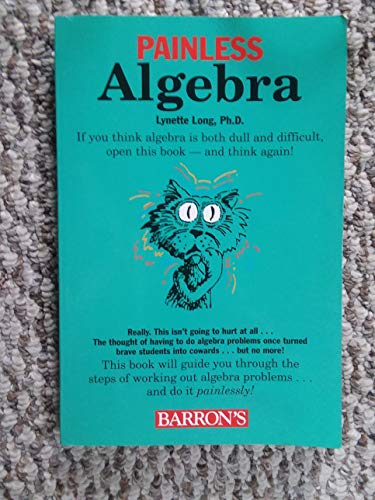 PAINLESS
Algebra
Lynette Long, Ph.D.
If you think algebra is both dull and difficult,
open this book — and think again!
Really. This isn't going to hurt at all . . .
The thought of having to do algebra problems once turned
brave students into cowards . . . but no more!
This book will guide you through the
steps of working out algebra problems . . .
and do it painlessly!
BARRON'S